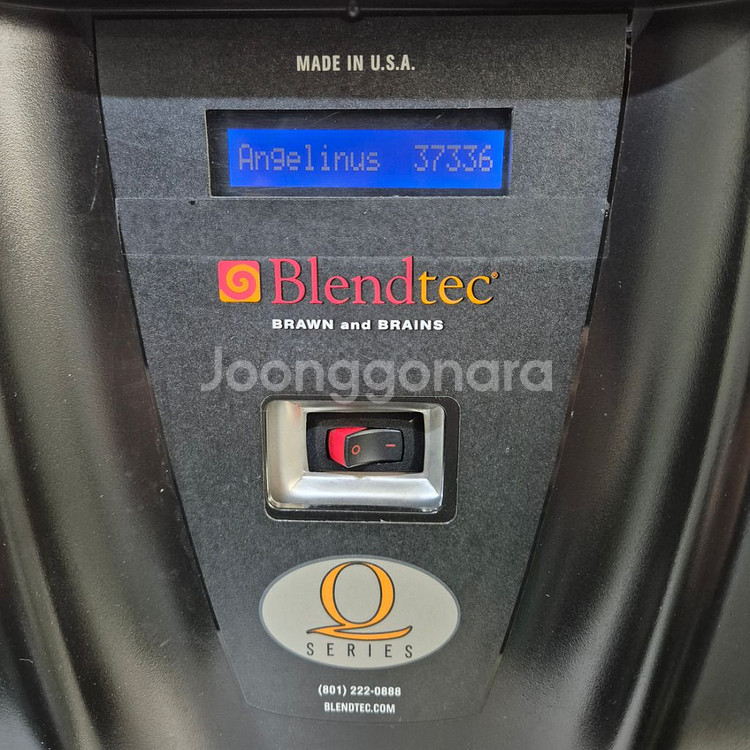 MADE IN U.S.A.
Angelinus 37336
Blendtec®
BRAWN and BRAINS
Joonggonara
O –
Q
SERIES
(801) 222-0888
BLENDTEC.COM